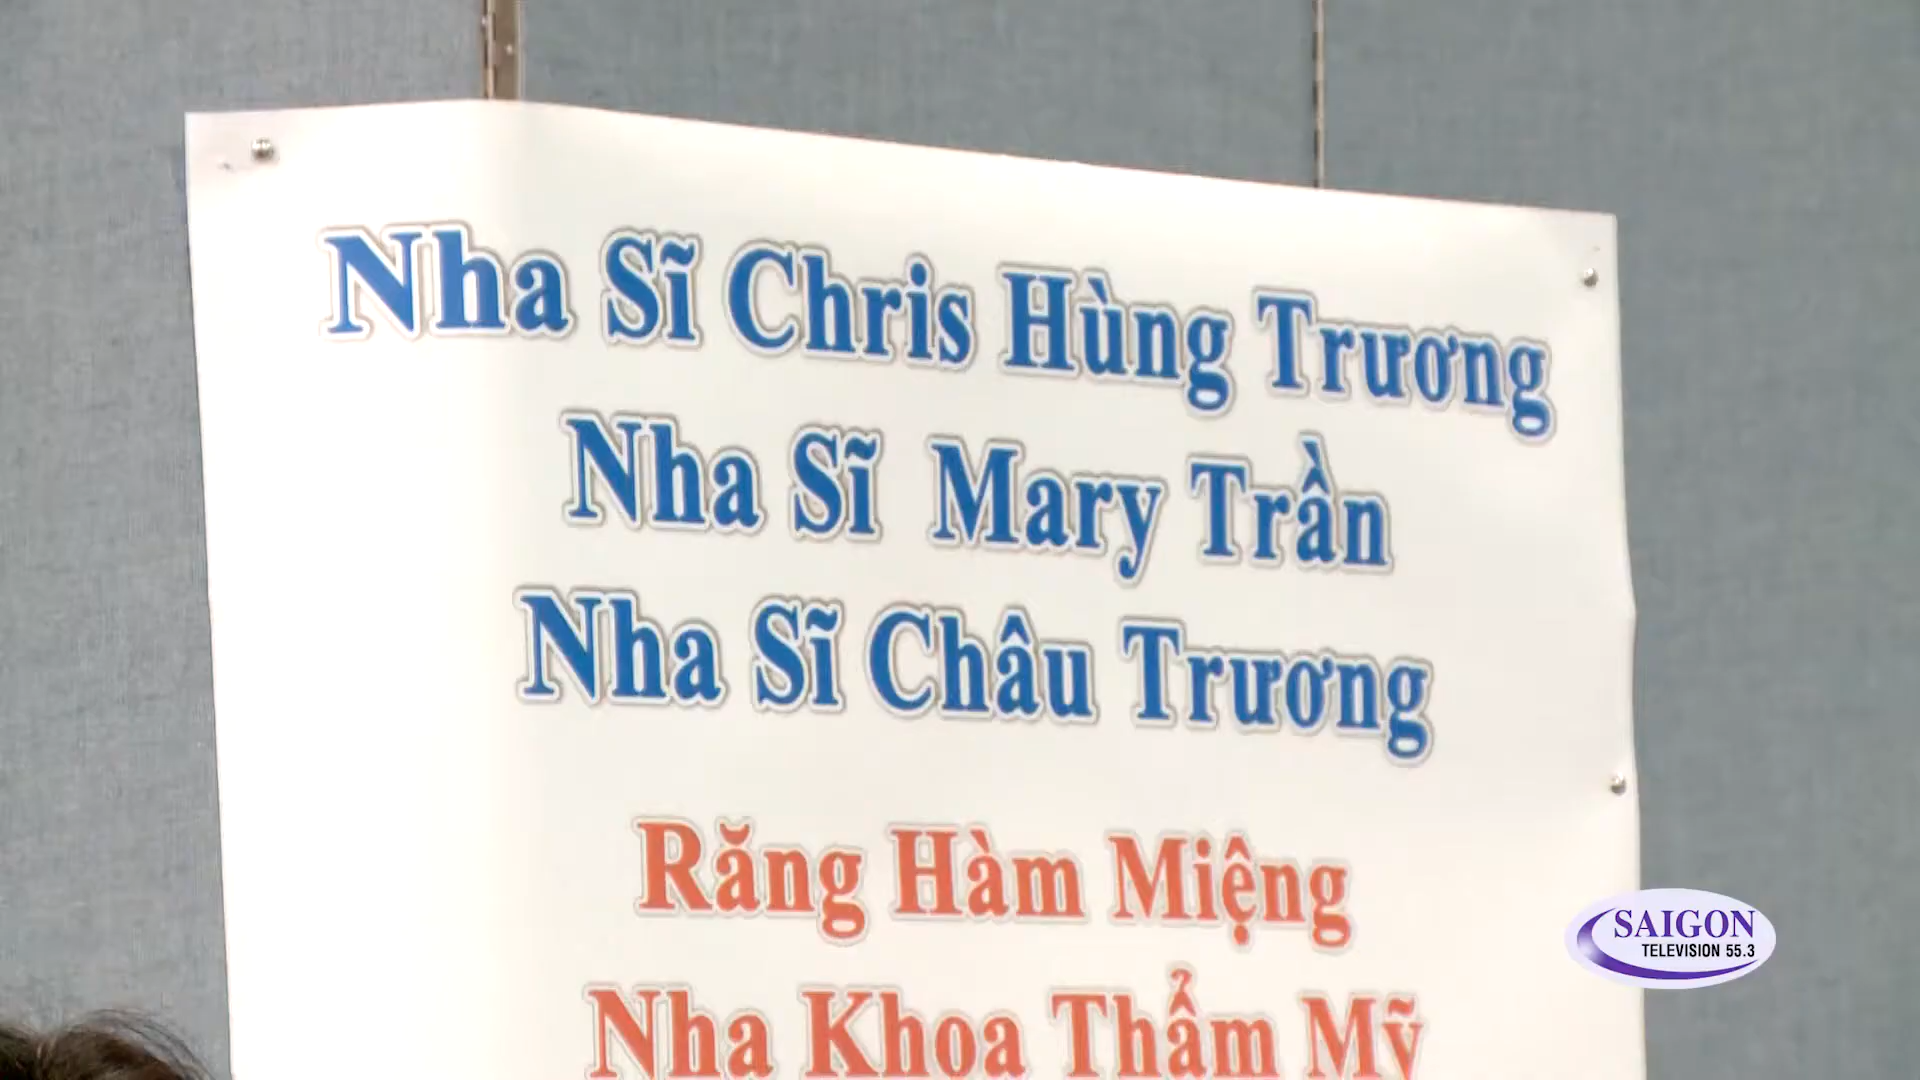 Nha Sĩ Chris Hùng Trương
Nha Sĩ Mary Trần
Nha Sĩ Châu Trương
Răng Hàm Miệng
Nha Khoa Thẩm Mỹ
SAIGON
TELEVISION 55.3